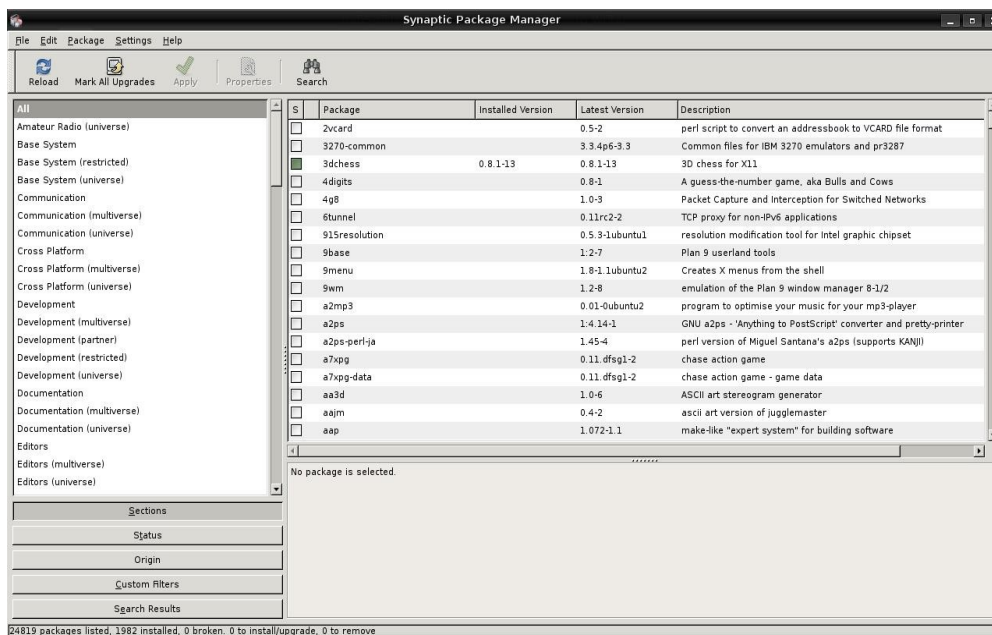 Synaptic Package Manager
File Edit Package Settings Help
Reload Mark All Upgrades Apply Properties Search
All
Amateur Radio (universe)
Base System
Base System (restricted)
Base System (universe)
Communication
Communication (multiverse)
Communication (universe)
Cross Platform
Cross Platform (multiverse)
Cross Platform (universe)
Development
Development (multiverse)
Development (partner)
Development (restricted)
Development (universe)
Documentation
Documentation (multiverse)
Documentation (universe)
Editors
Editors (multiverse)
Editors (universe)
Sections
Status
Origin
Custom Filters
Search Results
S Package Installed Version Latest Version Description
2vcard 0.5-2 perl script to convert an addressbook to VCARD file format
3270-common 3.3.4p6-3.3 Common files for IBM 3270 emulators and pr3287
3dchess 0.8.1-13 0.8.1-13 3D chess for X11
4digits 0.8-1 A guess-the-number game, aka Bulls and Cows
4g8 1.0-3 Packet Capture and Interception for Switched Networks
6tunnel 0.11rc2-2 TCP proxy for non-IPv6 applications
915resolution 0.5.3-1ubuntu1 resolution modification tool for Intel graphic chipset
9base 1:2-7 Plan 9 userland tools
9menu 1.8-1.1ubuntu2 Creates X menus from the shell
9wm 1.2-8 emulation of the Plan 9 window manager 8-1/2
a2mp3 0.01-0ubuntu2 program to optimise your music for your mp3-player
a2ps 1:4.14-1 GNU a2ps - 'Anything to PostScript' converter and pretty-printer
a2ps-perl-ja 1.45-4 perl version of Miguel Santana's a2ps (supports KANJI)
a7xpg 0.11.dfsg1-2 chase action game
a7xpg-data 0.11.dfsg1-2 chase action game - game data
aa3d 1.0-6 ASCII art stereogram generator
aajm 0.4-2 ascii art version of jugglemaster
aap 1.072-1.1 make-like "expert system" for building software
No package is selected.
24819 packages listed, 1982 installed, 0 broken. 0 to install/upgrade, 0 to remove